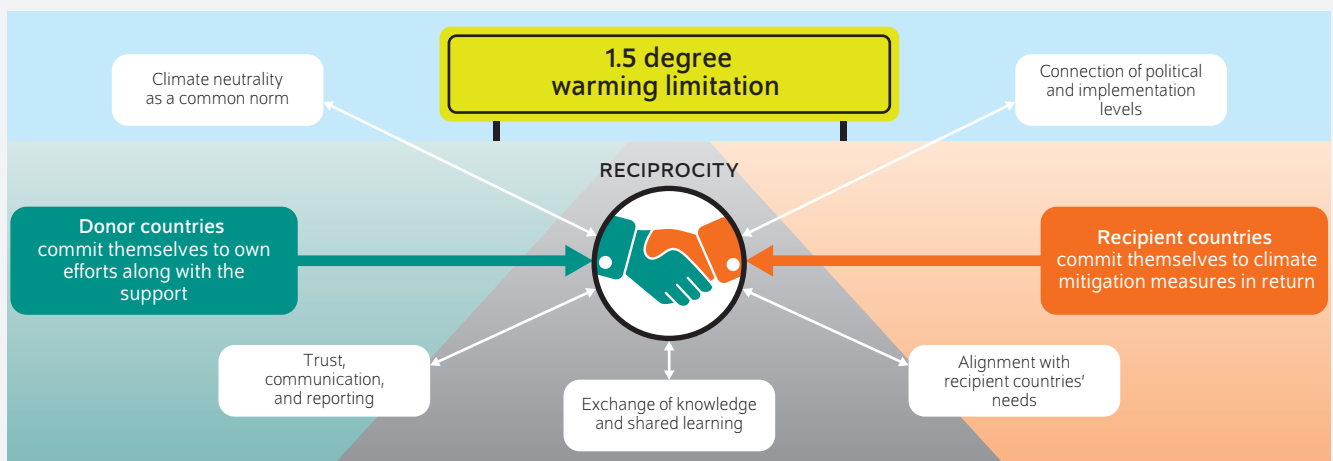 1.5 degree
warming limitation
Climate neutrality
as a common norm
Connection of political
and implementation
levels
RECIPROCITY
Donor countries
commit themselves to own
efforts along with the
support
Recipient countries
commit themselves to climate
mitigation measures in return
Trust,
communication,
and reporting
Exchange of knowledge
and shared learning
Alignment with
recipient countries’
needs